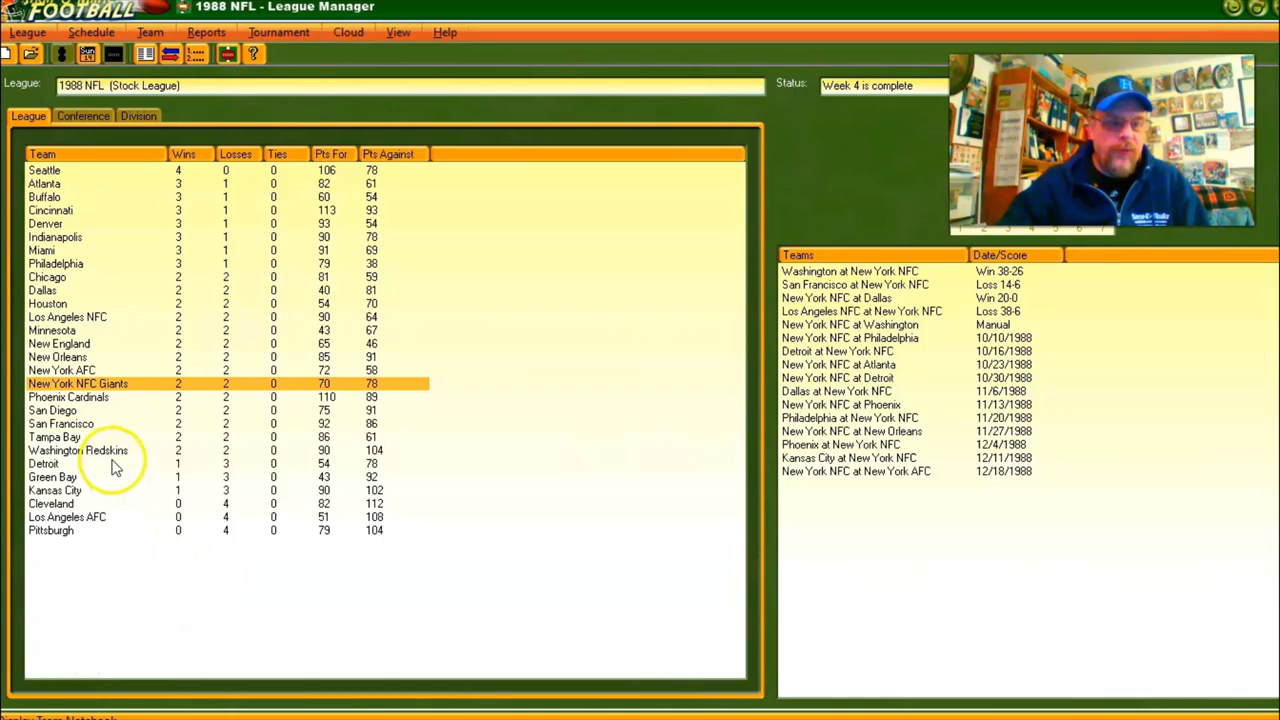 FOOTBALL
1988 NFL - League Manager
League Schedule Team Reports Tournament Cloud View Help
League: 1988 NFL (Stock League) Status: Week 4 is complete
League Conference Division
Team Wins Losses Ties Pts For Pts Against
Seattle 4 0 0 106 78
Atlanta 3 1 0 82 61
Buffalo 3 1 0 60 54
Cincinnati 3 1 0 113 93
Denver 3 1 0 93 54
Indianapolis 3 1 0 90 78
Miami 3 1 0 91 69
Philadelphia 3 1 0 79 38
Chicago 2 2 0 81 59
Dallas 2 2 0 40 81
Houston 2 2 0 54 70
Los Angeles NFC 2 2 0 90 64
Minnesota 2 2 0 43 67
New England 2 2 0 65 46
New Orleans 2 2 0 85 91
New York AFC 2 2 0 72 58
New York NFC Giants 2 2 0 70 78
Phoenix Cardinals 2 2 0 110 89
San Diego 2 2 0 75 91
San Francisco 2 2 0 92 86
Tampa Bay 2 2 0 86 61
Washington Redskins 2 2 0 90 104
Detroit 1 3 0 54 78
Green Bay 1 3 0 43 92
Kansas City 1 3 0 90 102
Cleveland 0 4 0 82 112
Los Angeles AFC 0 4 0 51 108
Pittsburgh 0 4 0 79 104
1 2 3 4 5 6 7
Teams Date/Score
Washington at New York NFC Win 38-26
San Francisco at New York NFC Loss 14-6
New York NFC at Dallas Win 20-0
Los Angeles NFC at New York NFC Loss 38-6
New York NFC at Washington Manual
New York NFC at Philadelphia 10/10/1988
Detroit at New York NFC 10/16/1988
New York NFC at Atlanta 10/23/1988
New York NFC at Detroit 10/30/1988
Dallas at New York NFC 11/6/1988
New York NFC at Phoenix 11/13/1988
Philadelphia at New York NFC 11/20/1988
New York NFC at New Orleans 11/27/1988
Phoenix at New York NFC 12/4/1988
Kansas City at New York NFC 12/11/1988
New York NFC at New York AFC 12/18/1988
Display Team Notebook